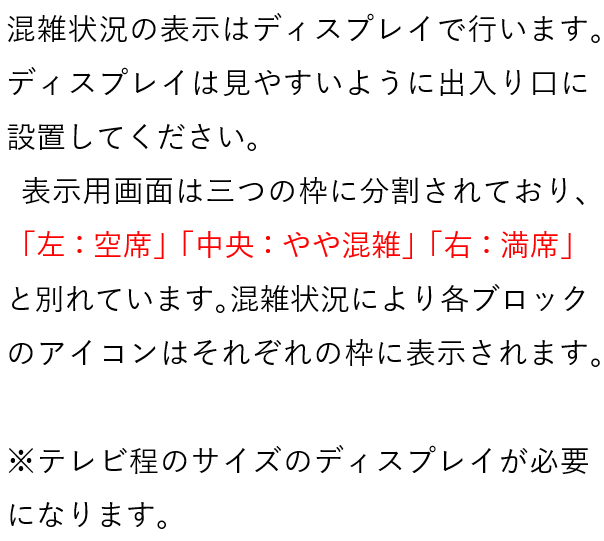 混雑状況の表示はディスプレイで行います。
ディスプレイは見やすいように出入り口に
設置してください。
表示用画面は三つの枠に分割されており、
「左：空席」「中央：やや混雑」「右：満席」
と別れています。混雑状況により各ブロック
のアイコンはそれぞれの枠に表示されます。
※テレビ程のサイズのディスプレイが必要
になります。